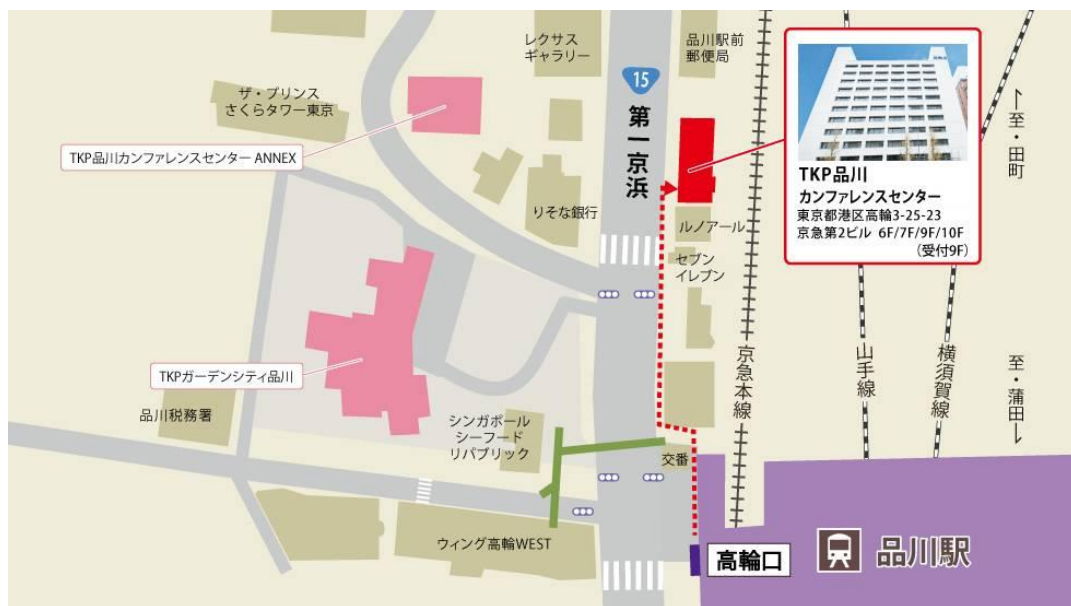 レクサス
ギャラリー
品川駅前
郵便局
15
第一京浜
ザ・プリンス
さくらタワー東京
TKP品川カンファレンスセンター ANNEX
りそな銀行
ルノアール
セブン
イレブン
TKP品川
カンファレンスセンター
東京都港区高輪3-25-23
京急第2ビル 6F/7F/9F/10F
(受付9F)
至・田町
京急本線
山手線
横須賀線
至・蒲田
TKPガーデンシティ品川
品川税務署
シンガポール
シーフード
リパブリック
交番
ウィング高輪WEST
高輪口
品川駅